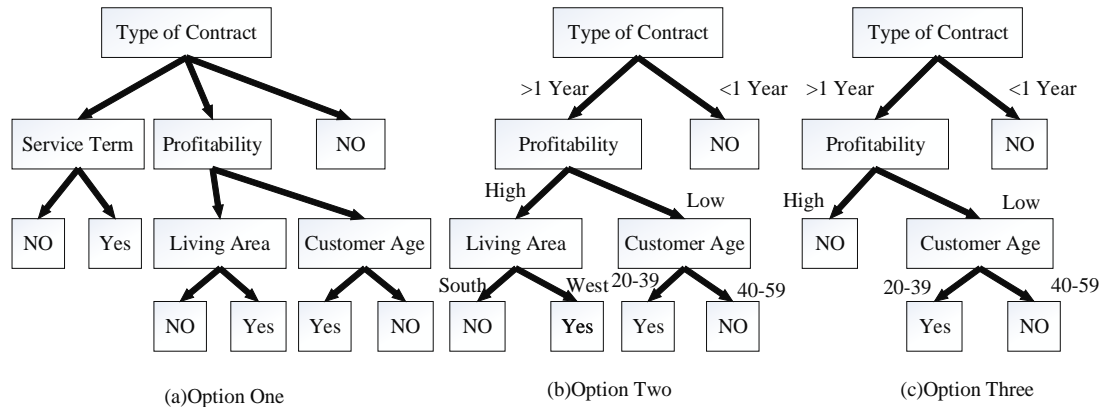 Type of Contract
Service Term
Profitability
NO
NO
Yes
Living Area
Customer Age
NO
Yes
Yes
NO
(a)Option One
Type of Contract
>1 Year
<1 Year
Profitability
NO
High
Low
Living Area
Customer Age
South
West
20-39
40-59
NO
Yes
Yes
NO
(b)Option Two
Type of Contract
>1 Year
<1 Year
Profitability
NO
High
Low
NO
Customer Age
20-39
40-59
Yes
NO
(c)Option Three